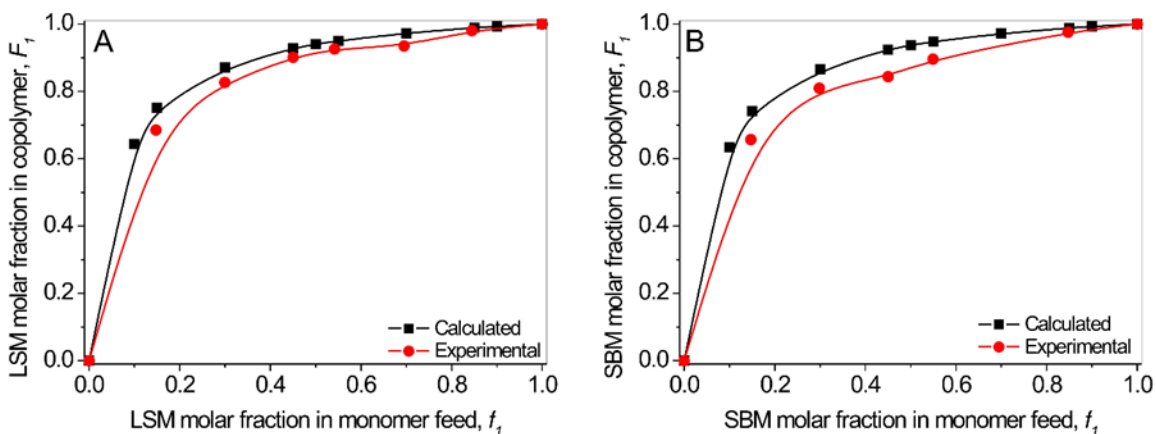 A
LSM molar fraction in copolymer, F₁
1.0
0.8
0.6
0.4
0.2
0.0
Calculated
Experimental
0.0 0.2 0.4 0.6 0.8 1.0
LSM molar fraction in monomer feed, f₁
B
SBM molar fraction in copolymer, F₁
1.0
0.8
0.6
0.4
0.2
0.0
Calculated
Experimental
0.0 0.2 0.4 0.6 0.8 1.0
SBM molar fraction in monomer feed, f₁